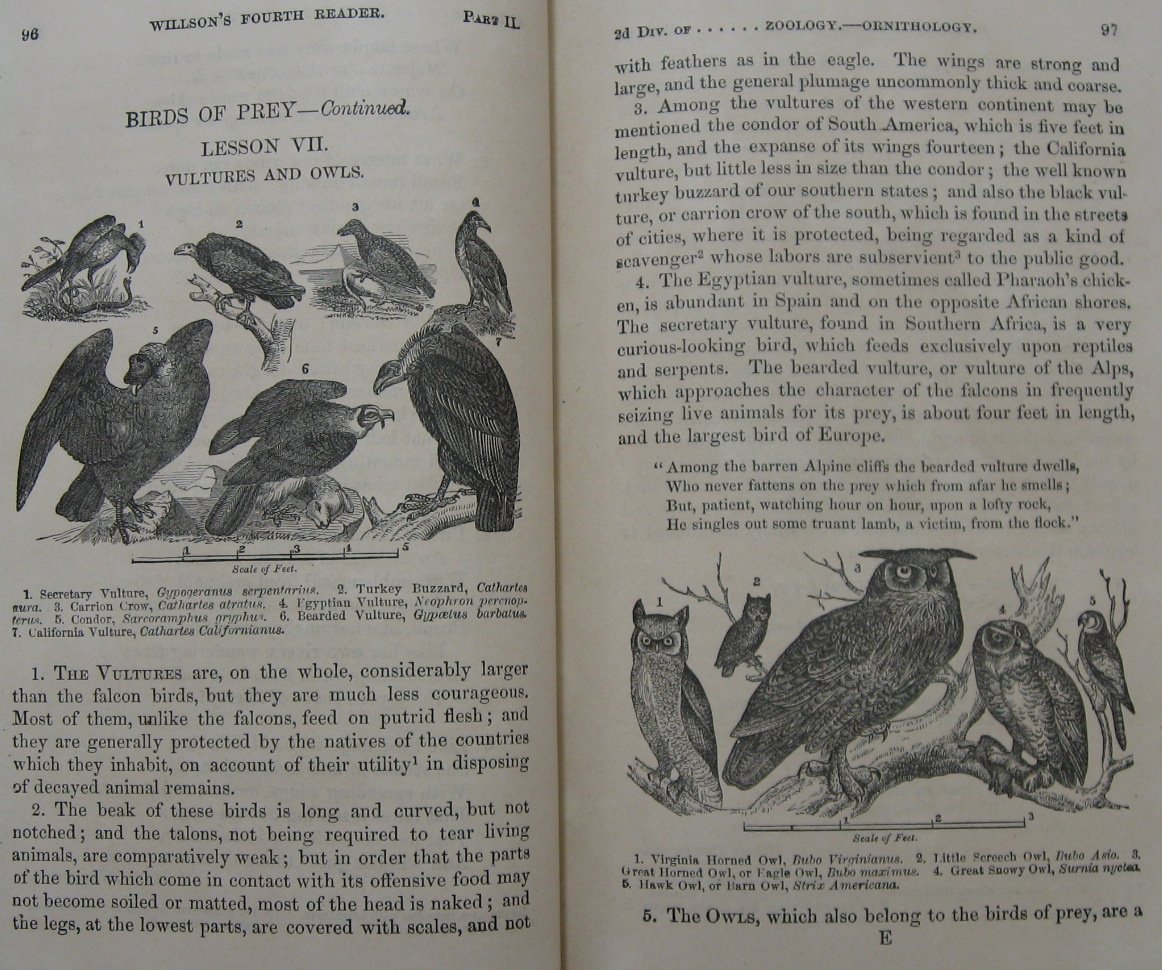 96
WILLSON'S FOURTH READER.
PART II.
BIRDS OF PREY—Continued.
LESSON VII.
VULTURES AND OWLS.
1
2
3
4
5
6
7
1
2
3
4
5
Scale of Feet.
1. Secretary Vulture, Gypogeranus serpentarius. 2. Turkey Buzzard, Cathartes
aura. 3. Carrion Crow, Cathartes atratus. 4. Egyptian Vulture, Neophron percnop-
terus. 5. Condor, Sarcoramphus gryphus. 6. Bearded Vulture, Gypœtus barbatus.
7. California Vulture, Cathartes Californianus.
1. THE VULTURES are, on the whole, considerably larger
than the falcon birds, but they are much less courageous.
Most of them, unlike the falcons, feed on putrid flesh; and
they are generally protected by the natives of the countries
which they inhabit, on account of their utility¹ in disposing
of decayed animal remains.
2. The beak of these birds is long and curved, but not
notched; and the talons, not being required to tear living
animals, are comparatively weak; but in order that the parts
of the bird which come in contact with its offensive food may
not become soiled or matted, most of the head is naked; and
the legs, at the lowest parts, are covered with scales, and not
2d DIV. OF . . . . . . ZOOLOGY.—ORNITHOLOGY.
97
with feathers as in the eagle. The wings are strong and
large, and the general plumage uncommonly thick and coarse.
3. Among the vultures of the western continent may be
mentioned the condor of South America, which is five feet in
length, and the expanse of its wings fourteen; the California
vulture, but little less in size than the condor; the well known
turkey buzzard of our southern states; and also the black vul-
ture, or carrion crow of the south, which is found in the streets
of cities, where it is protected, being regarded as a kind of
scavenger² whose labors are subservient³ to the public good.
4. The Egyptian vulture, sometimes called Pharaoh's chick-
en, is abundant in Spain and on the opposite African shores.
The secretary vulture, found in Southern Africa, is a very
curious-looking bird, which feeds exclusively upon reptiles
and serpents. The bearded vulture, or vulture of the Alps,
which approaches the character of the falcons in frequently
seizing live animals for its prey, is about four feet in length,
and the largest bird of Europe.
"Among the barren Alpine cliffs the bearded vulture dwells,
Who never fattens on the prey which from afar he smells;
But, patient, watching hour on hour, upon a lofty rock,
He singles out some truant lamb, a victim, from the flock."
1
2
3
4
5
1
2
3
Scale of Feet.
1. Virginia Horned Owl, Bubo Virginianus. 2. Little Screech Owl, Bubo Asio. 3.
Great Horned Owl, or Eagle Owl, Bubo maximus. 4. Great Snowy Owl, Surnia nyctea.
5. Hawk Owl, or Barn Owl, Strix Americana.
5. The OWLS, which also belong to the birds of prey, are a
E